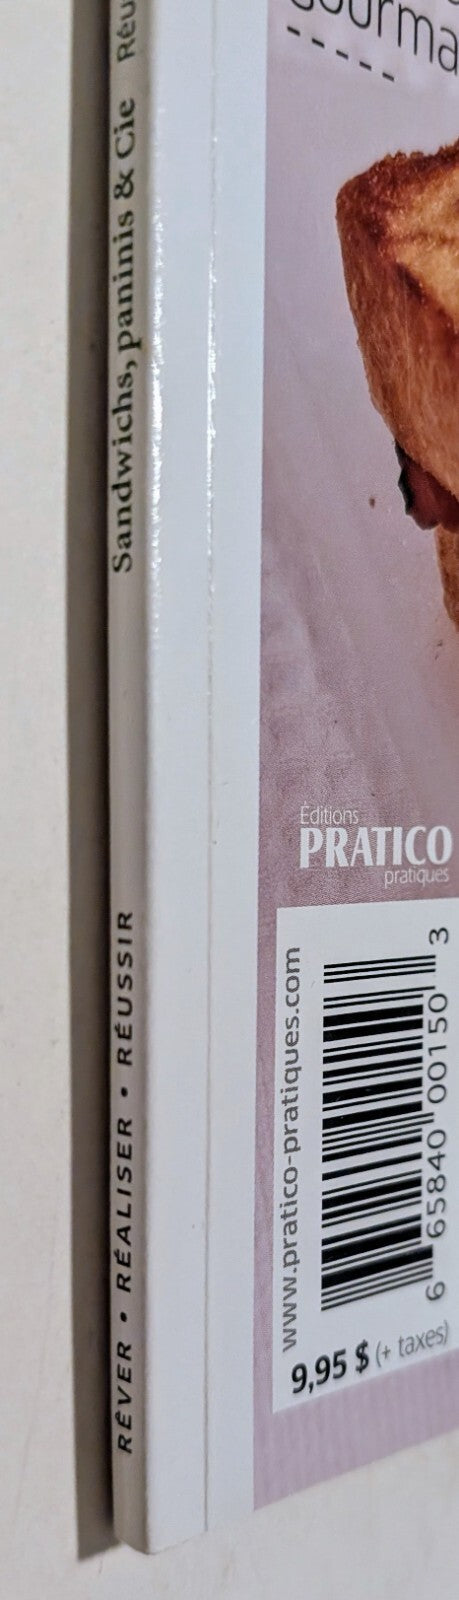 Sandwichs, paninis & Cie
RÊVER • RÉALISER • RÉUSSIR
Éditions
PRATICO
pratiques
www.pratico-pratiques.com
6 65840 00150 3
9,95 $ (+ taxes)